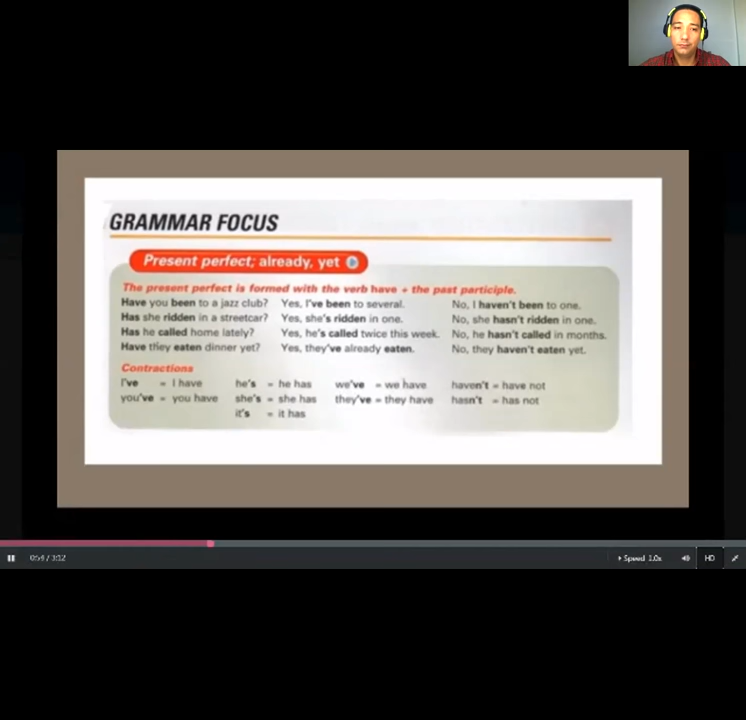 GRAMMAR FOCUS
Present perfect; already, yet
The present perfect is formed with the verb have + the past participle.
Have you been to a jazz club? Yes, I've been to several. No, I haven't been to one.
Has she ridden in a streetcar? Yes, she's ridden in one. No, she hasn't ridden in one.
Has he called home lately? Yes, he's called twice this week. No, he hasn't called in months.
Have they eaten dinner yet? Yes, they've already eaten. No, they haven't eaten yet.
Contractions
I've = I have he's = he has we've = we have haven't = have not
you've = you have she's = she has they've = they have hasn't = has not
it's = it has
0:54 / 3:12 Speed 1.0x HD